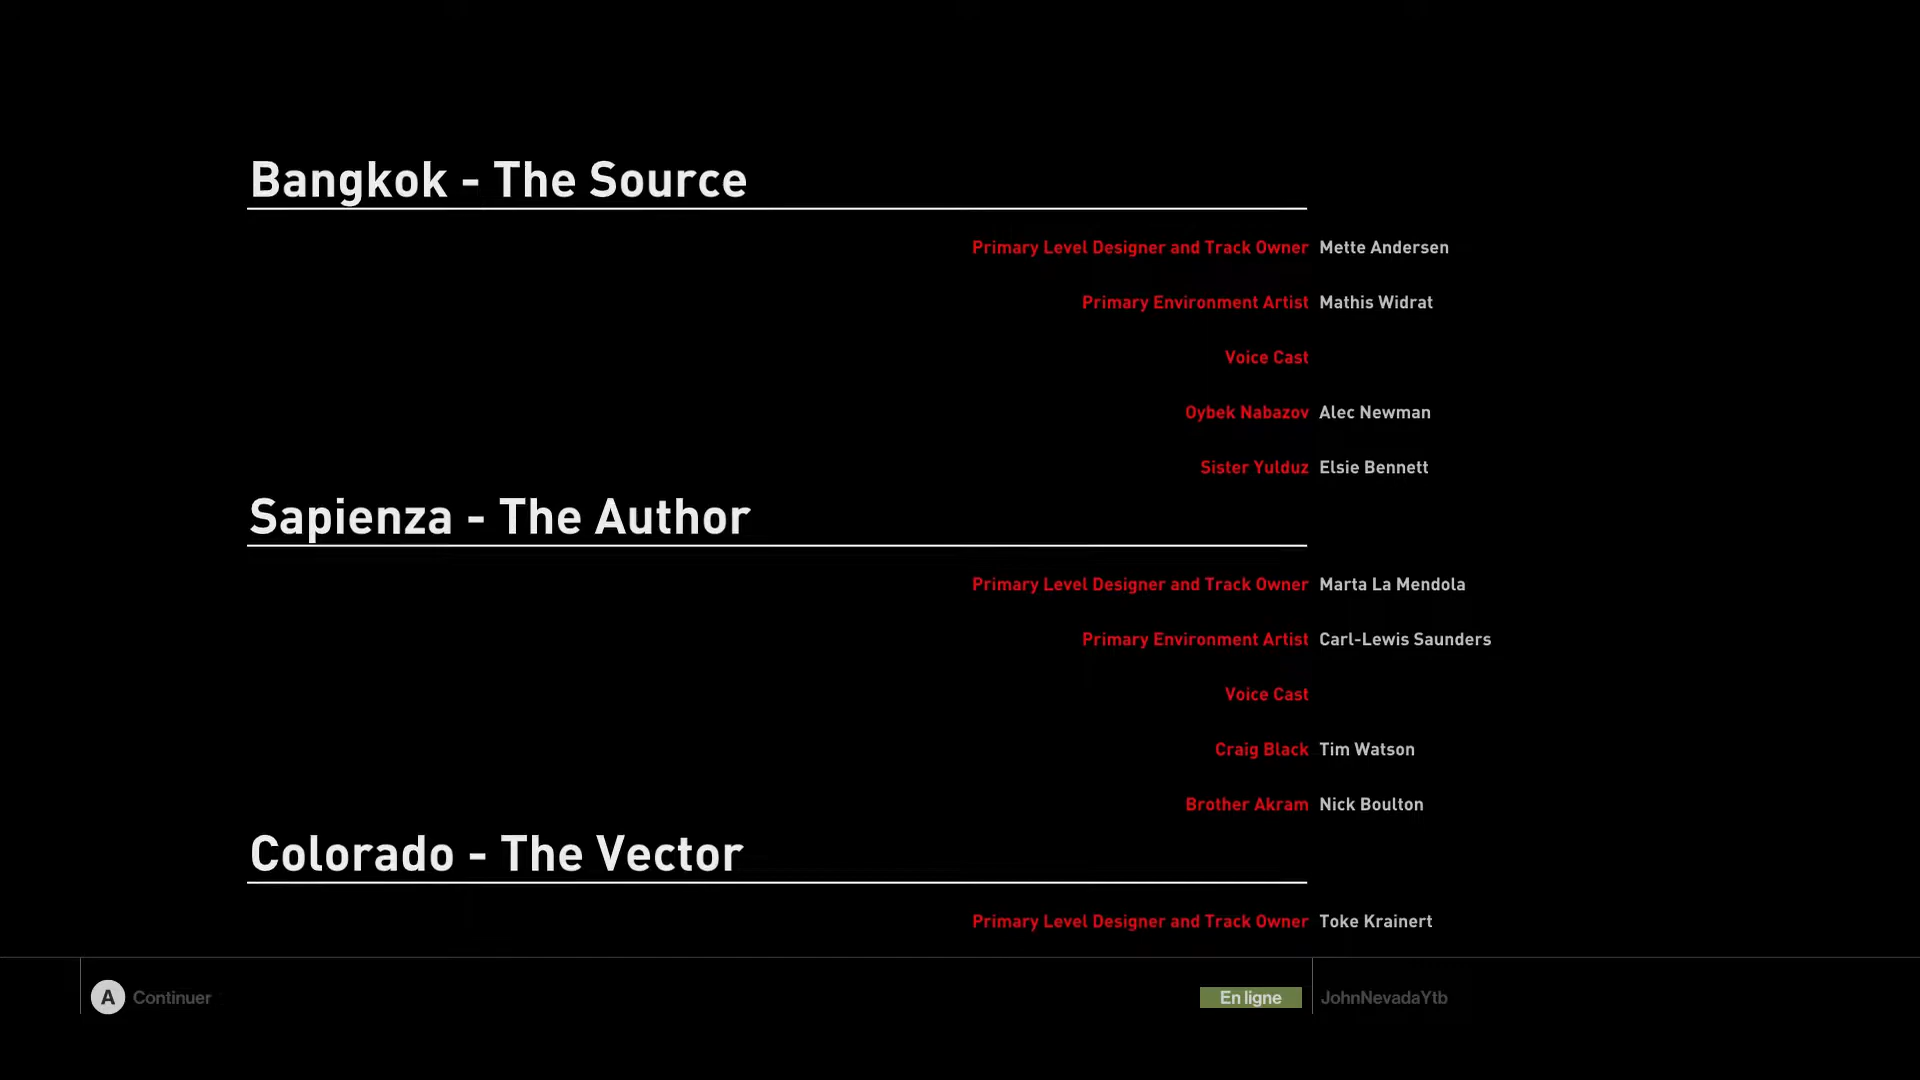 Bangkok - The Source
Primary Level Designer and Track Owner Mette Andersen
Primary Environment Artist Mathis Widrat
Voice Cast
Oybek Nabazov Alec Newman
Sister Yulduz Elsie Bennett
Sapienza - The Author
Primary Level Designer and Track Owner Marta La Mendola
Primary Environment Artist Carl-Lewis Saunders
Voice Cast
Craig Black Tim Watson
Brother Akram Nick Boulton
Colorado - The Vector
Primary Level Designer and Track Owner Toke Krainert
A Continuer En ligne JohnNevadaYtb